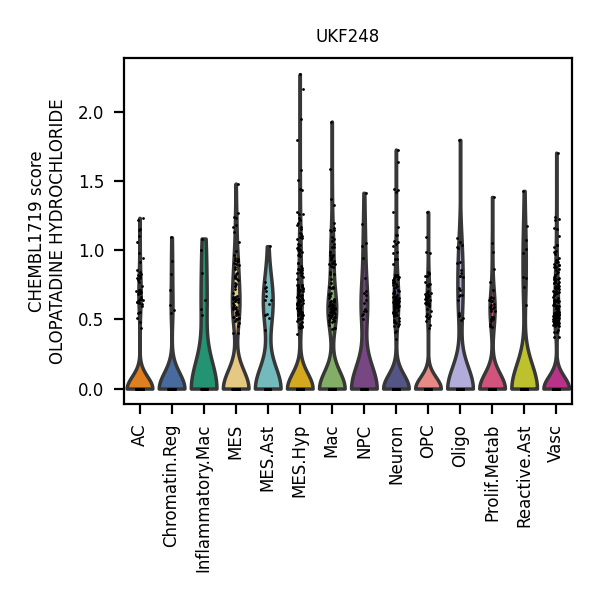 UKF248
CHEMBL1719 score
OLOPATADINE HYDROCHLORIDE
2.0
1.5
1.0
0.5
0.0
AC
Chromatin.Reg
Inflammatory.Mac
MES
MES.Ast
MES.Hyp
Mac
NPC
Neuron
OPC
Oligo
Prolif.Metab
Reactive.Ast
Vasc